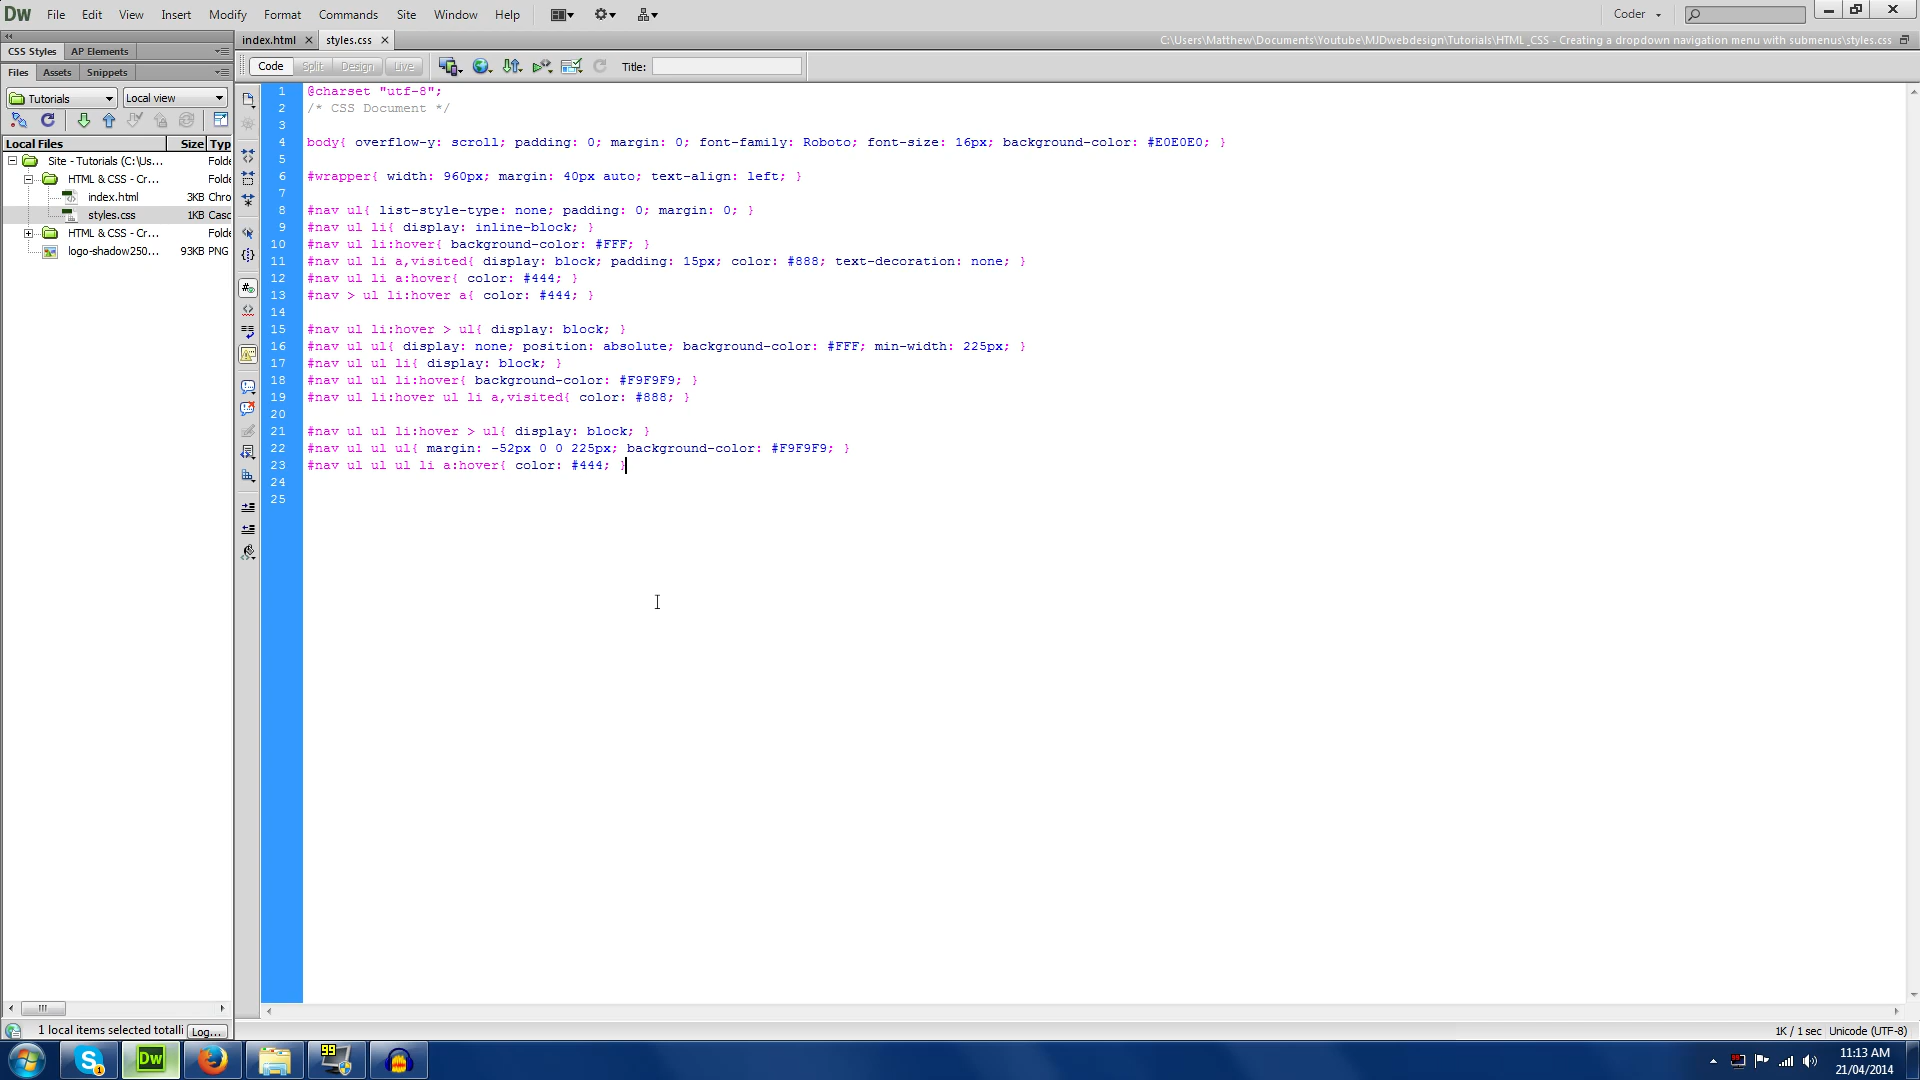 Dw File Edit View Insert Modify Format Commands Site Window Help Coder
CSS Styles AP Elements
Files Assets Snippets
Tutorials Local view
Local Files Size Typ
Site - Tutorials (C:\Us... Folde
HTML & CSS - Cr... Folde
index.html 3KB Chro
styles.css 1KB Casc
HTML & CSS - Cr... Folde
logo-shadow250... 93KB PNG
index.html styles.css C:\Users\Matthew\Documents\Youtube\MJDwebdesign\Tutorials\HTML_CSS - Creating a dropdown navigation menu with submenus\styles.css
Code Split Design Live Title:
1 @charset "utf-8";
2 /* CSS Document */
3
4 body{ overflow-y: scroll; padding: 0; margin: 0; font-family: Roboto; font-size: 16px; background-color: #E0E0E0; }
5
6 #wrapper{ width: 960px; margin: 40px auto; text-align: left; }
7
8 #nav ul{ list-style-type: none; padding: 0; margin: 0; }
9 #nav ul li{ display: inline-block; }
10 #nav ul li:hover{ background-color: #FFF; }
11 #nav ul li a,visited{ display: block; padding: 15px; color: #888; text-decoration: none; }
12 #nav ul li a:hover{ color: #444; }
13 #nav > ul li:hover a{ color: #444; }
14
15 #nav ul li:hover > ul{ display: block; }
16 #nav ul ul{ display: none; position: absolute; background-color: #FFF; min-width: 225px; }
17 #nav ul ul li{ display: block; }
18 #nav ul ul li:hover{ background-color: #F9F9F9; }
19 #nav ul li:hover ul li a,visited{ color: #888; }
20
21 #nav ul ul li:hover > ul{ display: block; }
22 #nav ul ul ul{ margin: -52px 0 0 225px; background-color: #F9F9F9; }
23 #nav ul ul ul li a:hover{ color: #444; }
24
25
1 local items selected totalli Log...
1K / 1 sec Unicode (UTF-8)
S 1 Dw 99
11:13 AM
21/04/2014